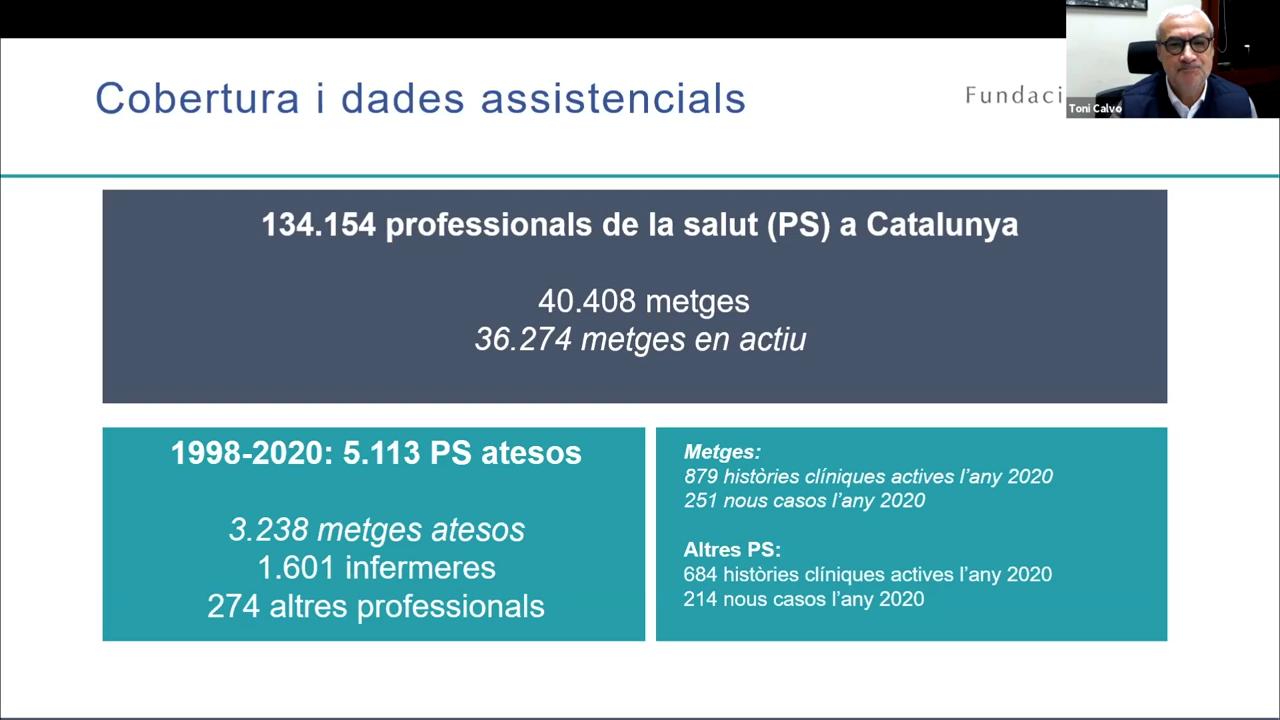 Cobertura i dades assistencials
Fundaci
Toni Calvo
134.154 professionals de la salut (PS) a Catalunya
40.408 metges
36.274 metges en actiu
1998-2020: 5.113 PS atesos
3.238 metges atesos
1.601 infermeres
274 altres professionals
Metges:
879 històries clíniques actives l’any 2020
251 nous casos l’any 2020
Altres PS:
684 històries clíniques actives l’any 2020
214 nous casos l’any 2020